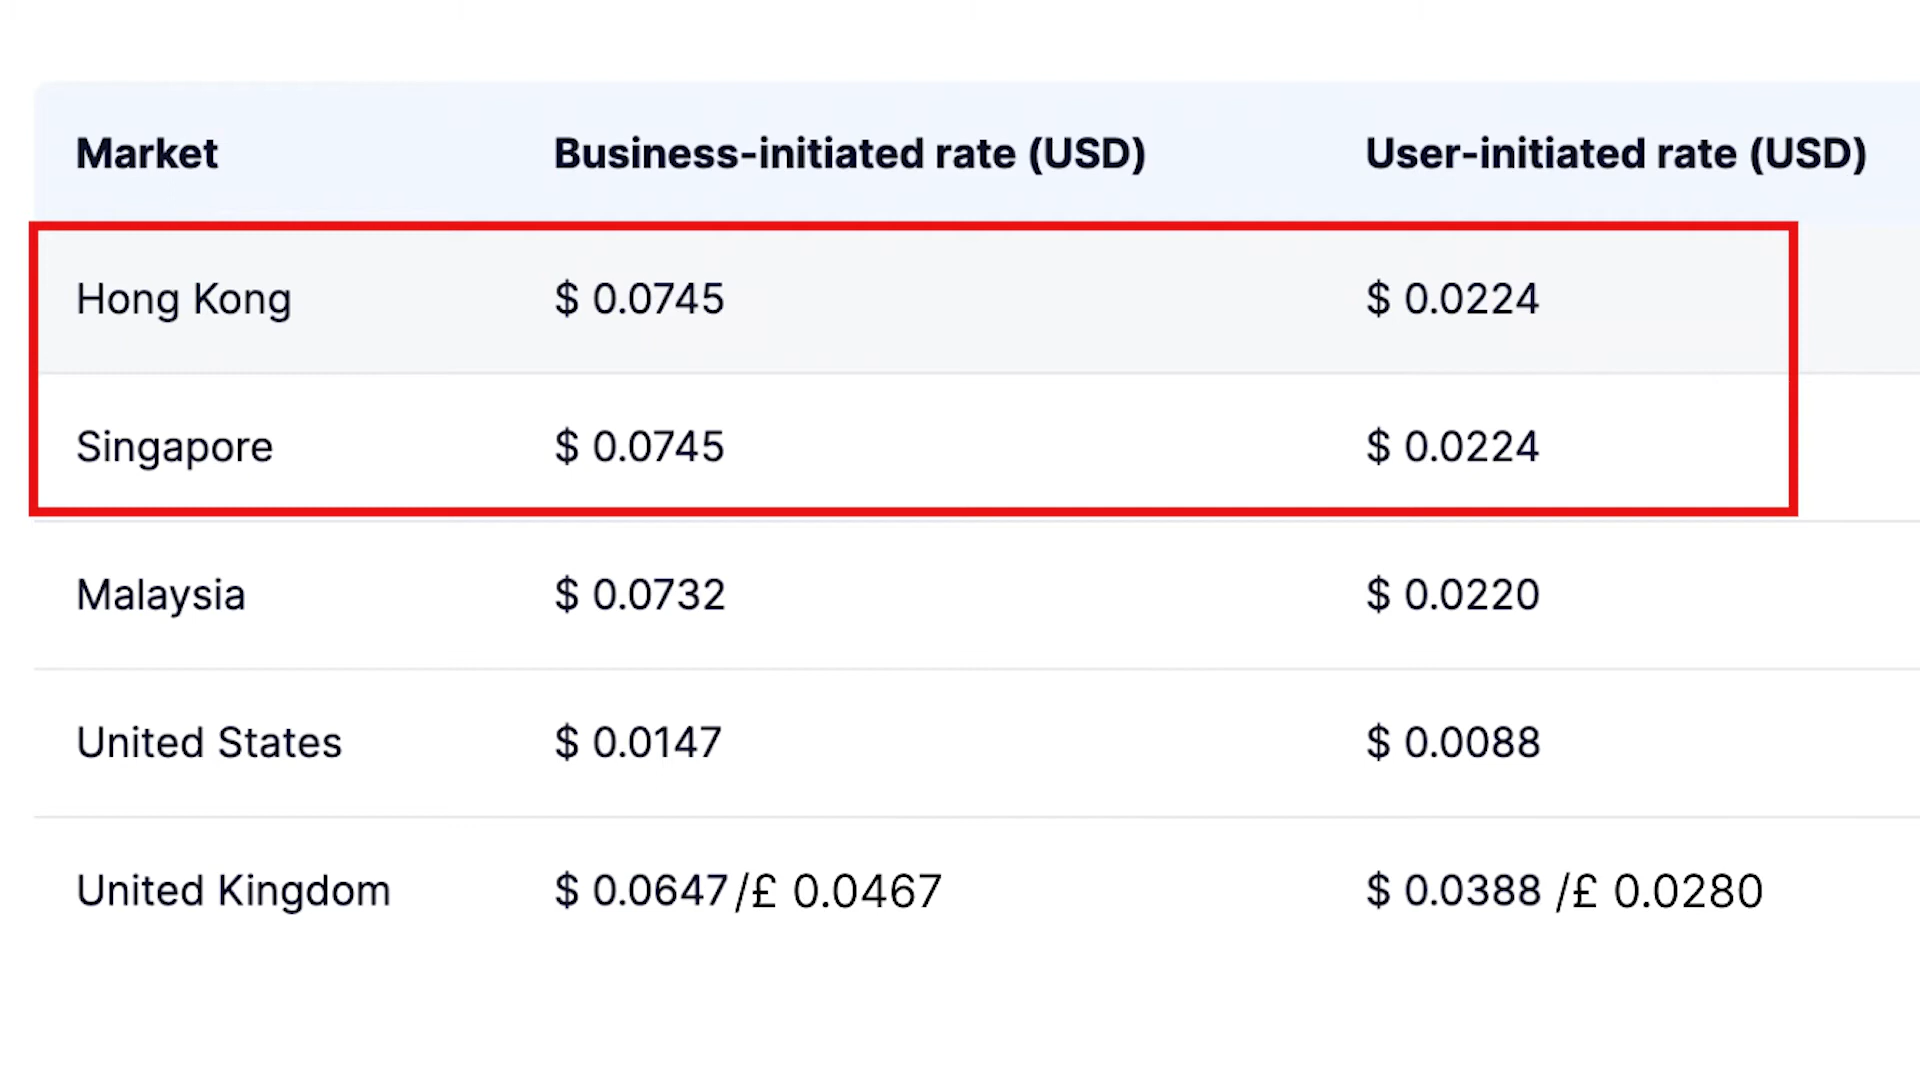 Market Business-initiated rate (USD) User-initiated rate (USD)
Hong Kong $ 0.0745 $ 0.0224
Singapore $ 0.0745 $ 0.0224
Malaysia $ 0.0732 $ 0.0220
United States $ 0.0147 $ 0.0088
United Kingdom $ 0.0647/£ 0.0467 $ 0.0388 /£ 0.0280